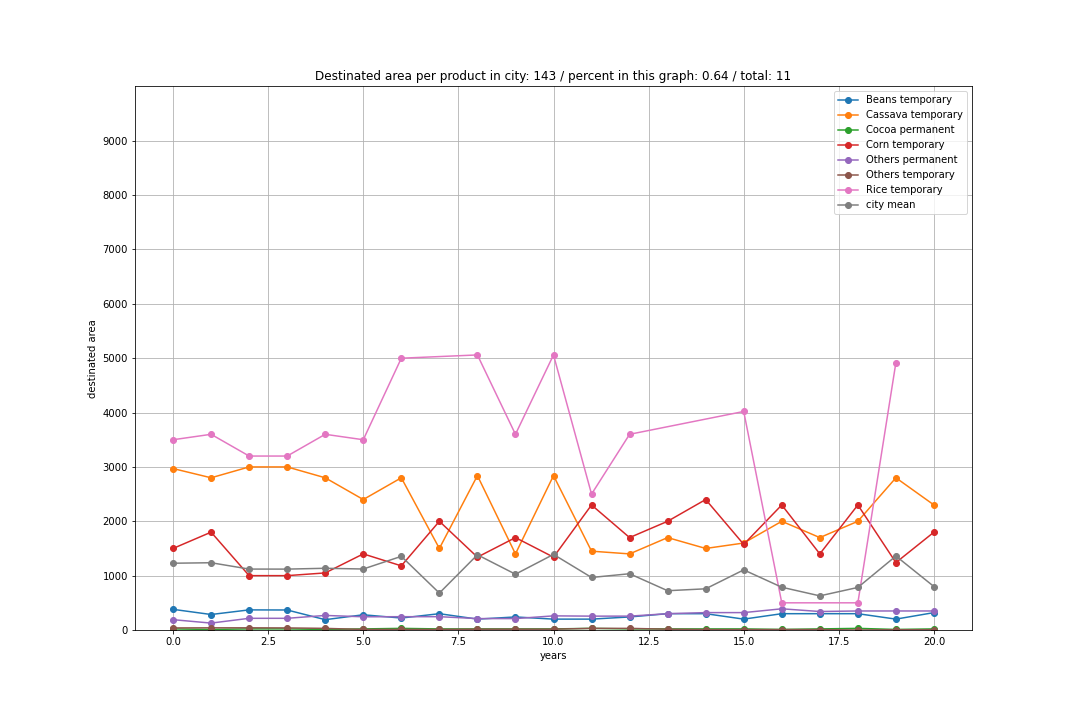 Destinated area per product in city: 143 / percent in this graph: 0.64 / total: 11
Beans temporary
Cassava temporary
Cocoa permanent
Corn temporary
Others permanent
Others temporary
Rice temporary
city mean
9000
8000
7000
6000
5000
4000
3000
2000
1000
0
destinated area
0.0 2.5 5.0 7.5 10.0 12.5 15.0 17.5 20.0
years